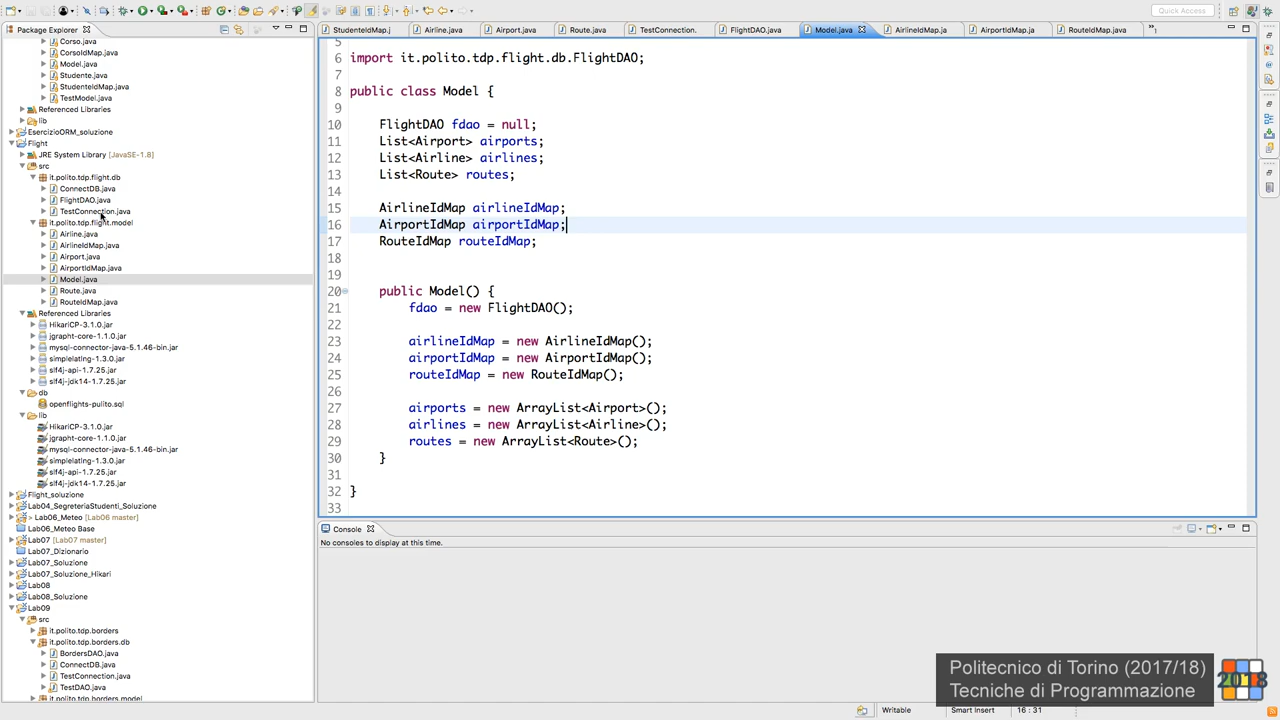 Quick Access
Package Explorer
StudenteIdMap.j
Airline.java
Airport.java
Route.java
TestConnection.
FlightDAO.java
Model.java
AirlineIdMap.ja
AirportIdMap.ja
RouteIdMap.java
Corso.java
CorsoIdMap.java
Model.java
Studente.java
StudenteIdMap.java
TestModel.java
Referenced Libraries
lib
EsercizioORM_soluzione
Flight
JRE System Library [JavaSE-1.8]
src
it.polito.tdp.flight.db
ConnectDB.java
FlightDAO.java
TestConnection.java
it.polito.tdp.flight.model
Airline.java
AirlineIdMap.java
Airport.java
AirportIdMap.java
Model.java
Route.java
RouteIdMap.java
Referenced Libraries
HikariCP-3.1.0.jar
jgrapht-core-1.1.0.jar
mysql-connector-java-5.1.46-bin.jar
simplelatlng-1.3.0.jar
slf4j-api-1.7.25.jar
slf4j-jdk14-1.7.25.jar
db
openflights-pulito.sql
lib
HikariCP-3.1.0.jar
jgrapht-core-1.1.0.jar
mysql-connector-java-5.1.46-bin.jar
simplelatlng-1.3.0.jar
slf4j-api-1.7.25.jar
slf4j-jdk14-1.7.25.jar
Flight_soluzione
Lab04_SegreteriaStudenti_Soluzione
> Lab06_Meteo [Lab06 master]
Lab06_Meteo Base
Lab07 [Lab07 master]
Lab07_Dizionario
Lab07_Soluzione
Lab07_Soluzione_Hikari
Lab08
Lab08_Soluzione
Lab09
src
it.polito.tdp.borders
it.polito.tdp.borders.db
BordersDAO.java
ConnectDB.java
TestConnection.java
TestDAO.java
it.polito.tdp.borders.model
5
6 import it.polito.tdp.flight.db.FlightDAO;
7
8 public class Model {
9
10 FlightDAO fdao = null;
11 List<Airport> airports;
12 List<Airline> airlines;
13 List<Route> routes;
14
15 AirlineIdMap airlineIdMap;
16 AirportIdMap airportIdMap;
17 RouteIdMap routeIdMap;
18
19
20 public Model() {
21 fdao = new FlightDAO();
22
23 airlineIdMap = new AirlineIdMap();
24 airportIdMap = new AirportIdMap();
25 routeIdMap = new RouteIdMap();
26
27 airports = new ArrayList<Airport>();
28 airlines = new ArrayList<Airline>();
29 routes = new ArrayList<Route>();
30 }
31
32 }
33
Console
No consoles to display at this time.
Politecnico di Torino (2017/18)
Tecniche di Programmazione
2018
Writable
Smart Insert
16 : 31